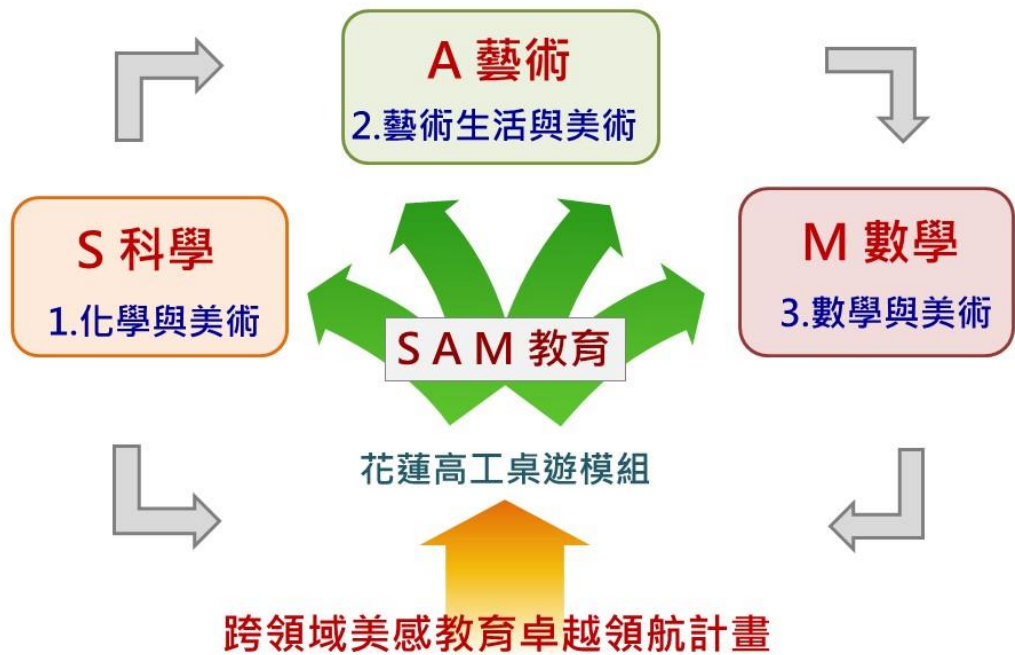 A 藝術
2.藝術生活與美術
S 科學
1.化學與美術
M 數學
3.數學與美術
S A M 教育
花蓮高工桌遊模組
跨領域美感教育卓越領航計畫